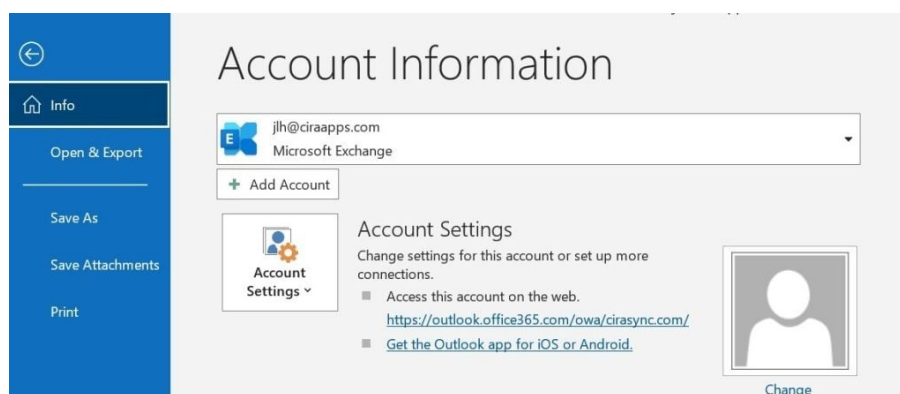 Account Information
Info
jlh@ciraapps.com
Microsoft Exchange
Open & Export
+ Add Account
Save As
Account Settings
Change settings for this account or set up more
connections.
Save Attachments
Account
Settings
Access this account on the web.
https://outlook.office365.com/owa/cirasync.com/
Print
Get the Outlook app for iOS or Android.
Change